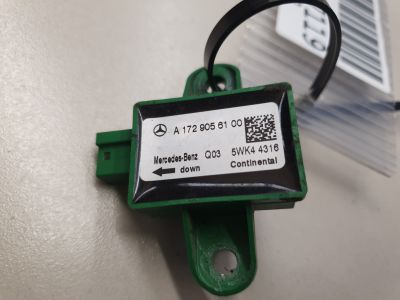 A 172 905 61 00
Mercedes-Benz Q03 5WK4 4316
down Continental